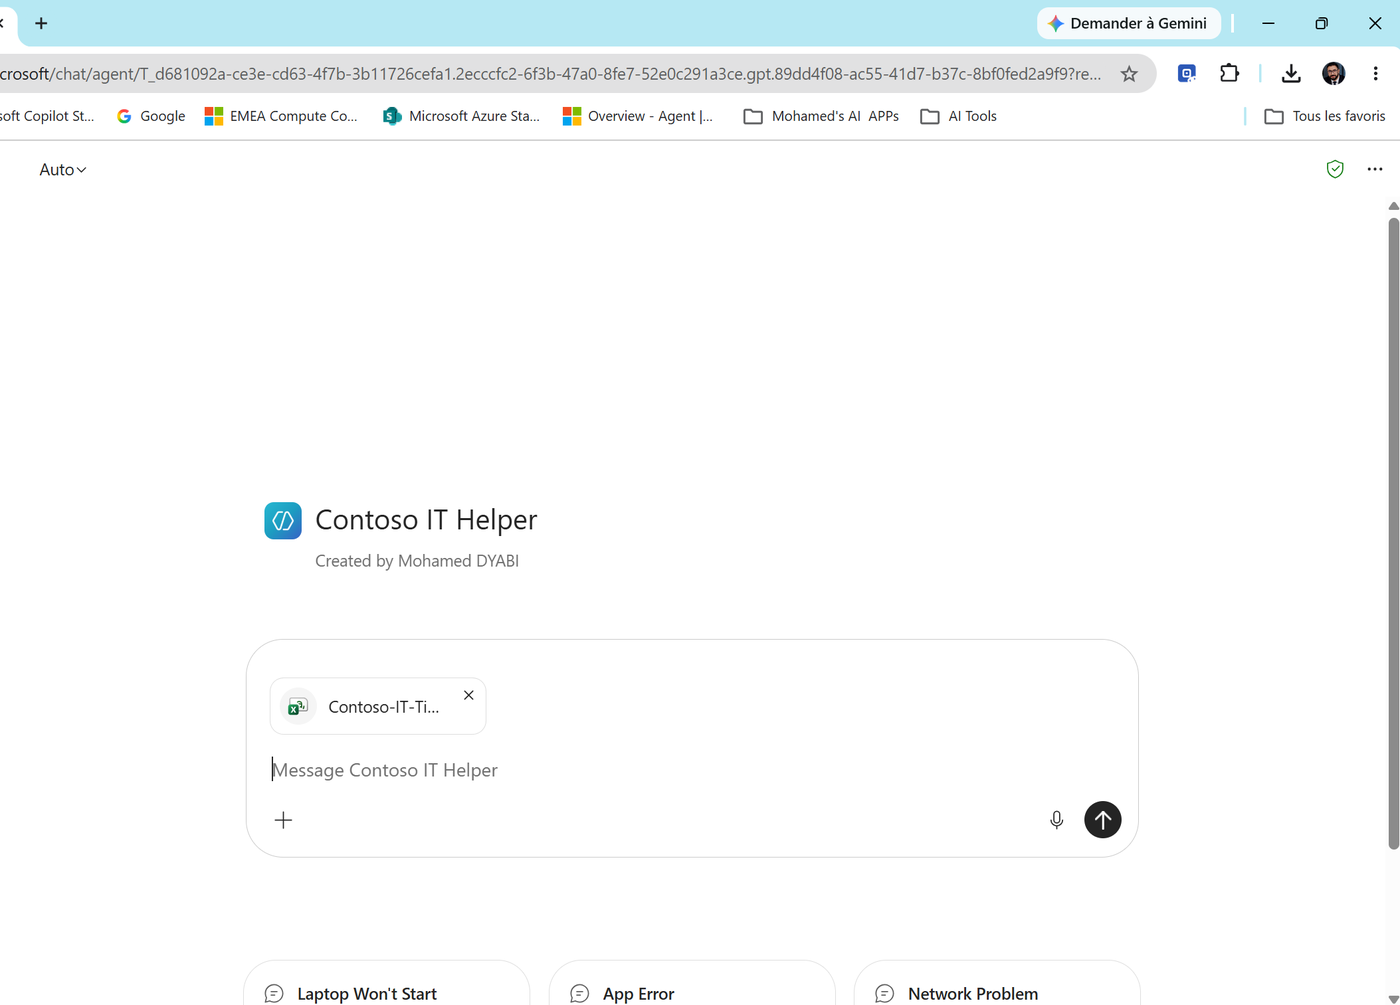 Demander à Gemini
crosoft/chat/agent/T_d681092a-ce3e-cd63-4f7b-3b11726cefa1.2ecccfc2-6f3b-47a0-8fe7-52e0c291a3ce.gpt.89dd4f08-ac55-41d7-b37c-8bf0fed2a9f9?re...
soft Copilot St... Google EMEA Compute Co... Microsoft Azure Sta... Overview - Agent |... Mohamed's AI APPs AI Tools Tous les favoris
Auto
Contoso IT Helper
Created by Mohamed DYABI
Contoso-IT-Ti...
Message Contoso IT Helper
Laptop Won't Start App Error Network Problem